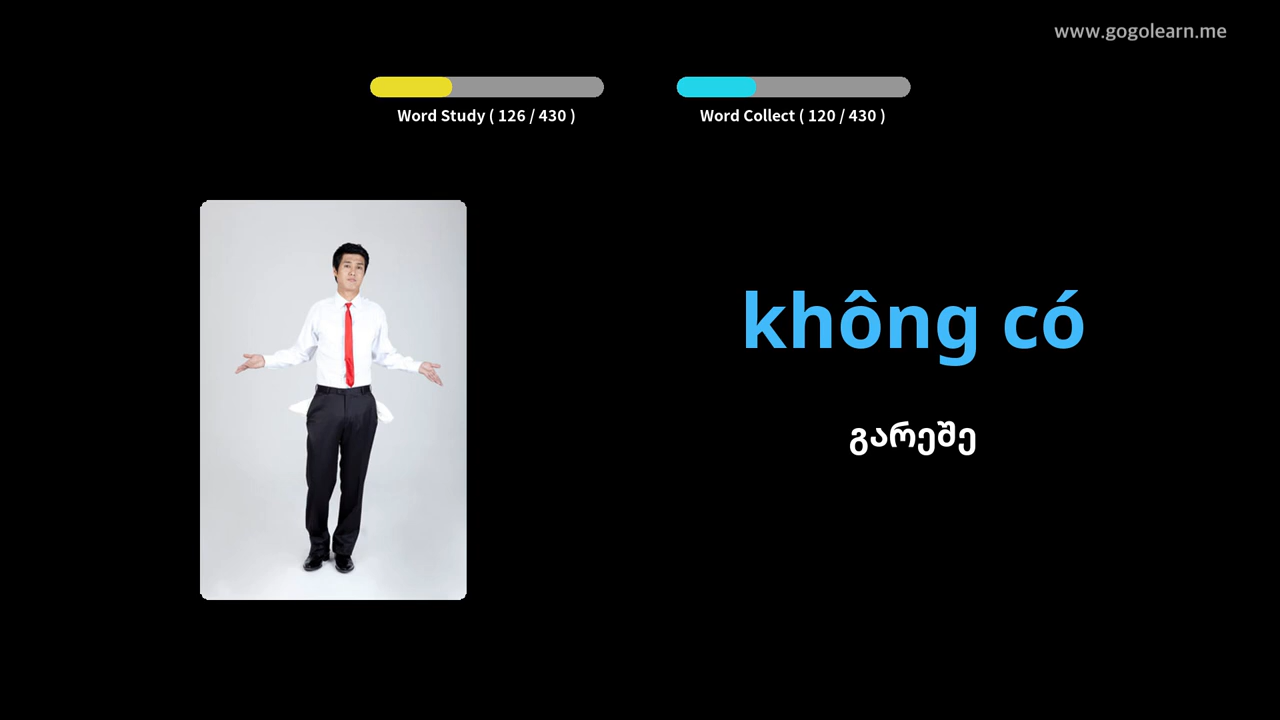 www.gogolearn.me
Word Study ( 126 / 430 )
Word Collect ( 120 / 430 )
không có
გარეშე